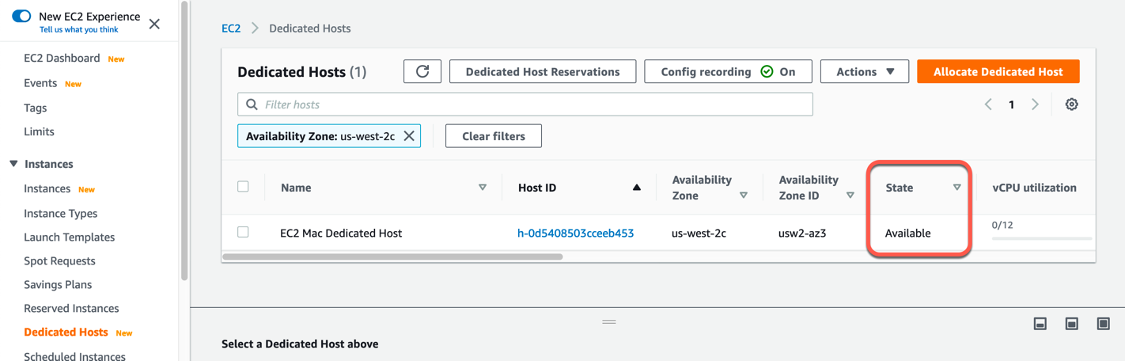 New EC2 Experience
Tell us what you think
EC2 Dashboard New
Events New
Tags
Limits
Instances
Instances New
Instance Types
Launch Templates
Spot Requests
Savings Plans
Reserved Instances
Dedicated Hosts New
Scheduled Instances
EC2 Dedicated Hosts
Dedicated Hosts (1) Dedicated Host Reservations Config recording On Actions Allocate Dedicated Host
Filter hosts 1
Availability Zone: us-west-2c Clear filters
Name Host ID Availability Zone Availability Zone ID State vCPU utilization
EC2 Mac Dedicated Host h-0d5408503cceeb453 us-west-2c usw2-az3 Available 0/12
Select a Dedicated Host above